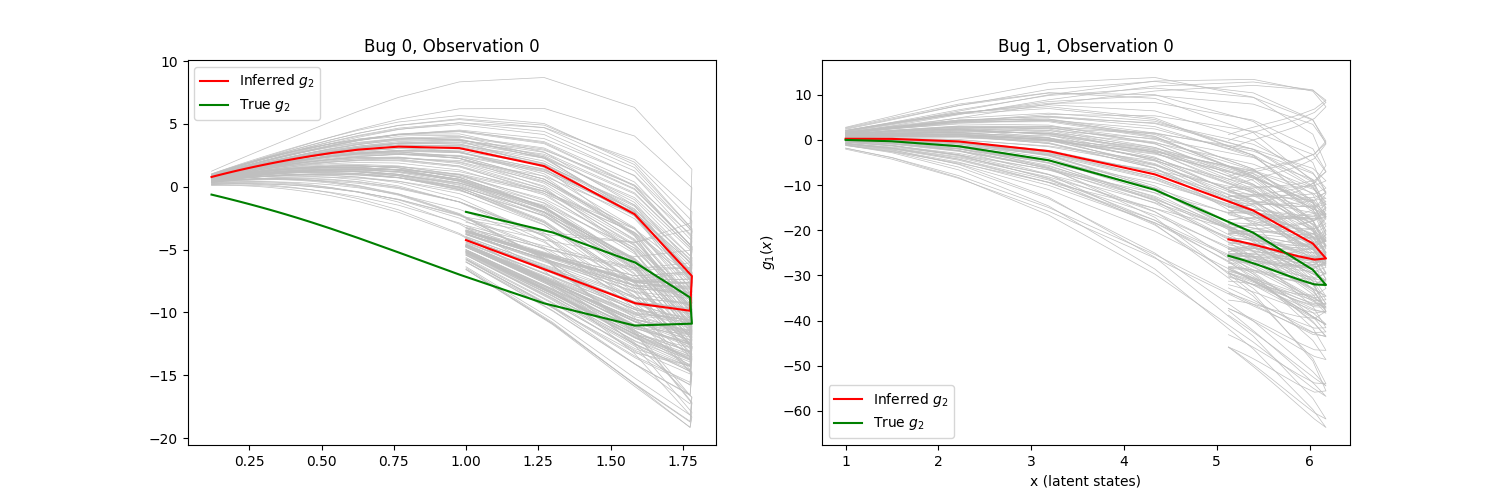 Bug 0, Observation 0
10
5
0
−5
−10
−15
−20
0.25 0.50 0.75 1.00 1.25 1.50 1.75
Inferred g₂
True g₂
Bug 1, Observation 0
g₁(x)
10
0
−10
−20
−30
−40
−50
−60
Inferred g₂
True g₂
1 2 3 4 5 6
x (latent states)